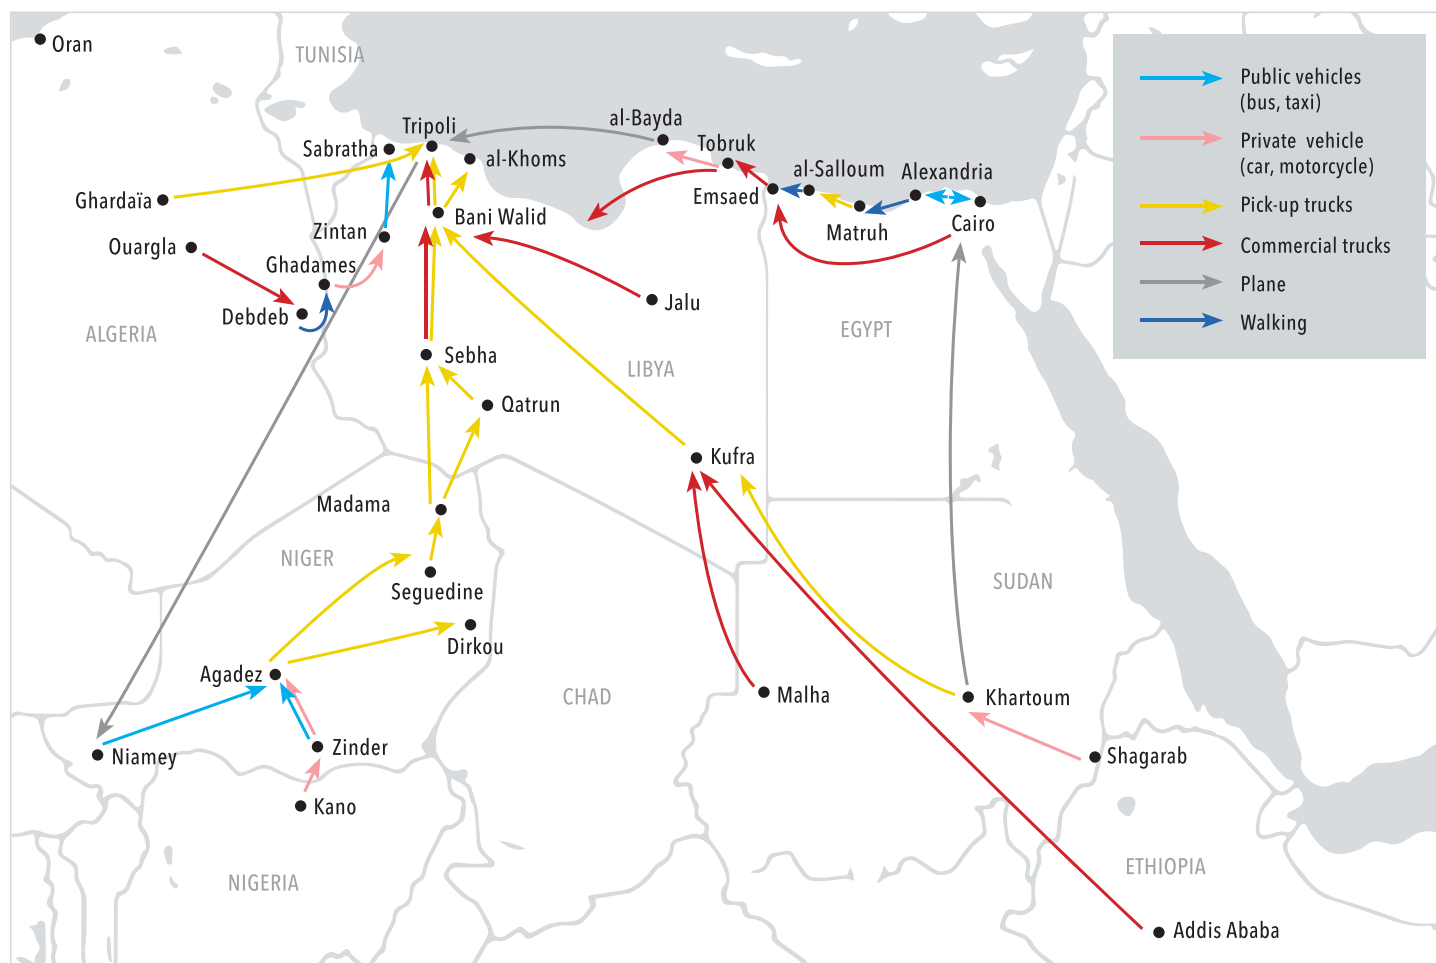 Oran
TUNISIA
Public vehicles
(bus, taxi)
Private vehicle
(car, motorcycle)
Pick-up trucks
Commercial trucks
Plane
Walking
Tripoli
al-Bayda
Tobruk
Sabratha
al-Khoms
al-Salloum
Alexandria
Ghardaïa
Emsaed
Bani Walid
Zintan
Matruh
Cairo
Ouargla
Ghadames
Jalu
Debdeb
ALGERIA
EGYPT
Sebha
LIBYA
Qatrun
Kufra
Madama
NIGER
SUDAN
Seguedine
Dirkou
Agadez
CHAD
Malha
Khartoum
Niamey
Zinder
Shagarab
Kano
NIGERIA
ETHIOPIA
Addis Ababa